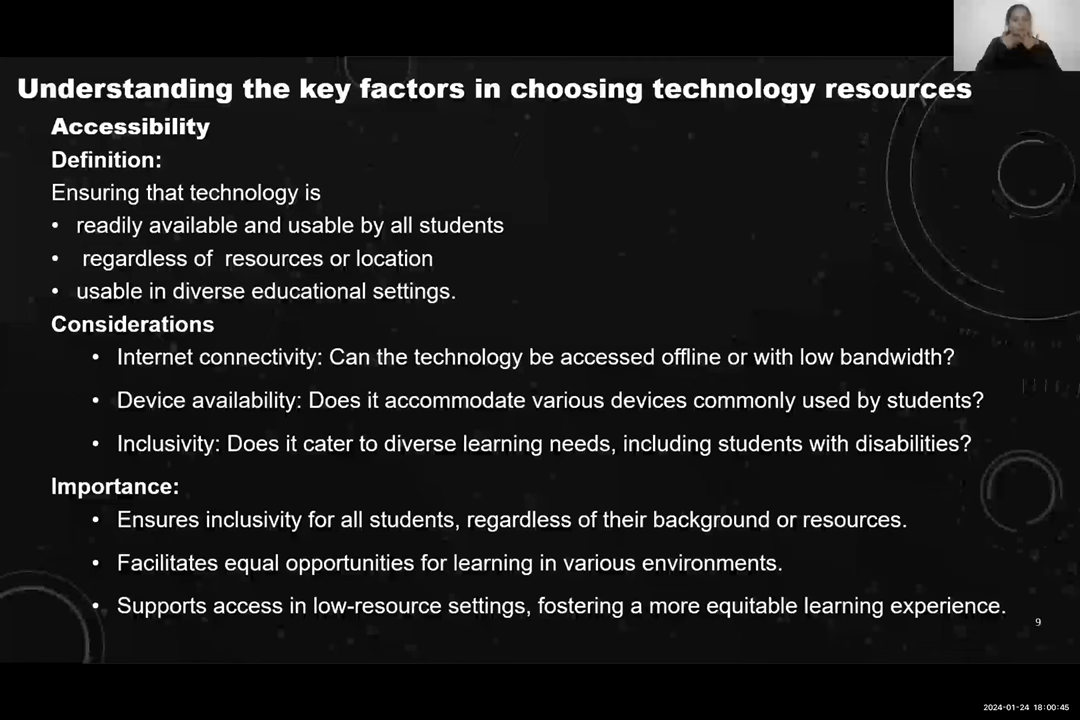 Understanding the key factors in choosing technology resources
Accessibility
Definition:
Ensuring that technology is
• readily available and usable by all students
• regardless of resources or location
• usable in diverse educational settings.
Considerations
• Internet connectivity: Can the technology be accessed offline or with low bandwidth?
• Device availability: Does it accommodate various devices commonly used by students?
• Inclusivity: Does it cater to diverse learning needs, including students with disabilities?
Importance:
• Ensures inclusivity for all students, regardless of their background or resources.
• Facilitates equal opportunities for learning in various environments.
• Supports access in low-resource settings, fostering a more equitable learning experience.
9
2024-01-24 18:00:45